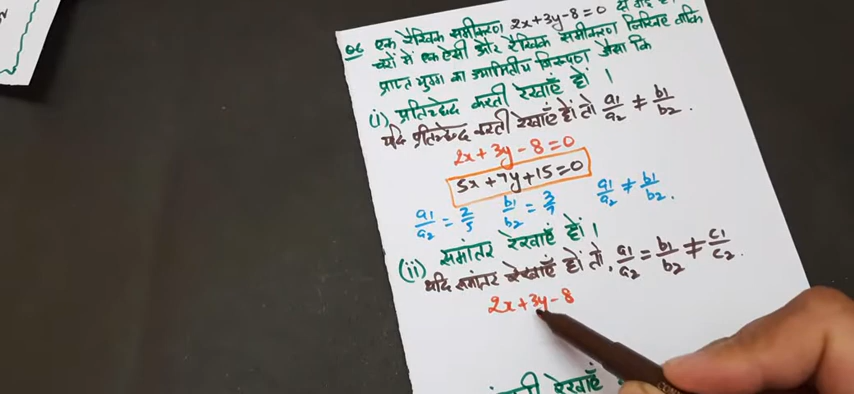 Q6 एक रैखिक समीकरण 2x+3y-8=0 दी गई है।
चरों में एक ऐसी और रैखिक समीकरण लिखिए ताकि
प्राप्त युग्म का ज्यामितीय निरूपण जैसा कि
(i) प्रतिच्छेद करती रेखाएँ हों ।
यदि प्रतिच्छेद करती रेखाएँ हों तो a1/a2 ≠ b1/b2.
2x + 3y - 8 = 0
5x + 7y + 15 = 0
a1/a2 = 2/5 b1/b2 = 3/7 a1/a2 ≠ b1/b2.
(ii) समांतर रेखाएँ हों ।
यदि समांतर रेखाएँ हों तो, a1/a2 = b1/b2 ≠ c1/c2.
2x + 3y - 8
रेखाएँ